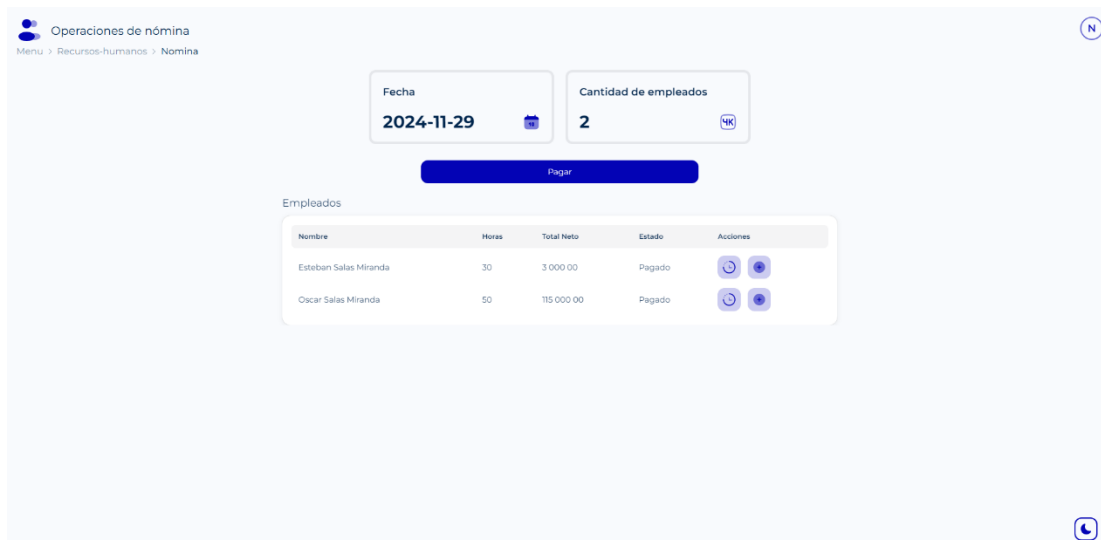 Operaciones de nómina
N
Menu > Recursos-humanos > Nomina
Fecha
2024-11-29
Cantidad de empleados
2
Pagar
Empleados
Nombre Horas Total Neto Estado Acciones
Esteban Salas Miranda 30 3 000 00 Pagado
Oscar Salas Miranda 50 115 000 00 Pagado